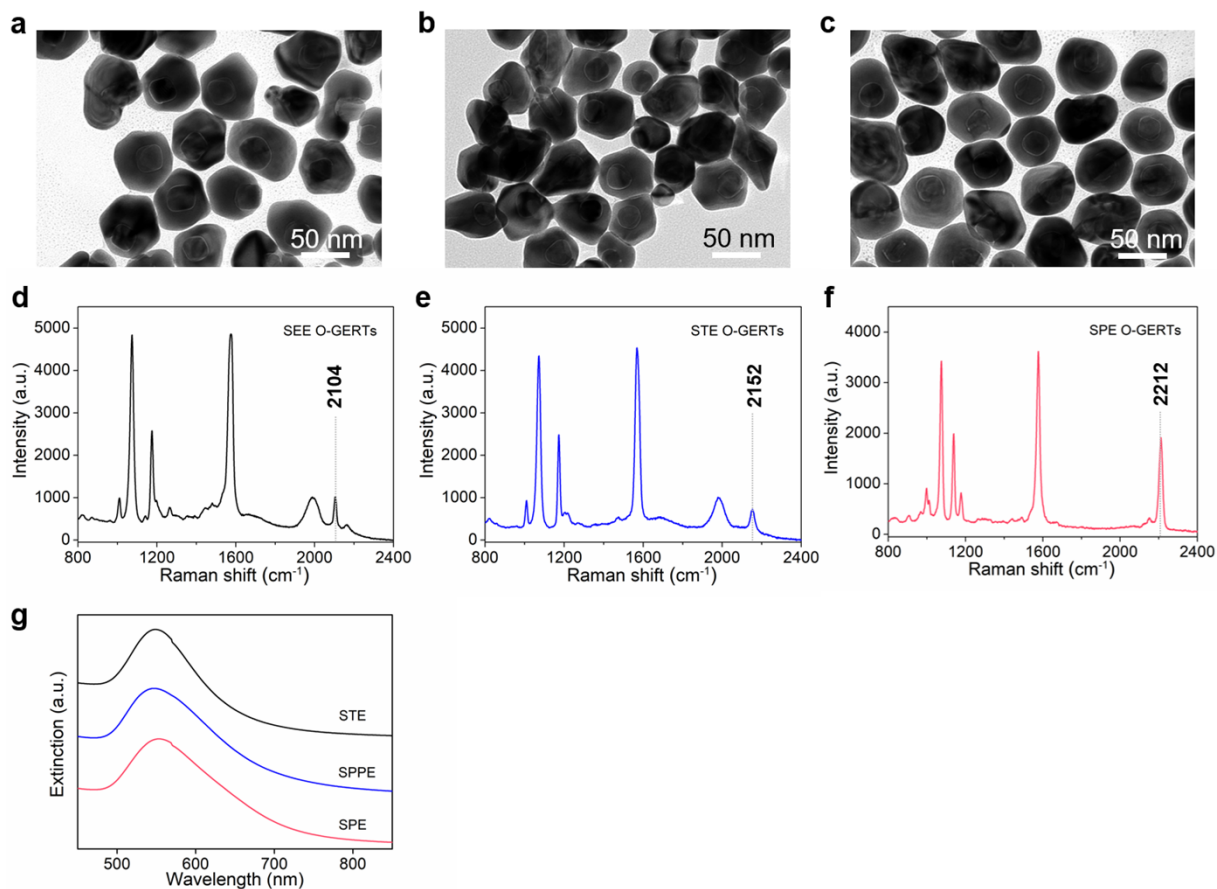 a
b
c
50 nm
50 nm
50 nm
d
e
f
5000
4000
3000
2000
1000
0
Intensity (a.u.)
SEE O-GERTs
2104
800
1200
1600
2000
2400
Raman shift (cm⁻¹)
5000
4000
3000
2000
1000
0
Intensity (a.u.)
STE O-GERTs
2152
800
1200
1600
2000
2400
Raman shift (cm⁻¹)
4000
3000
2000
1000
0
Intensity (a.u.)
SPE O-GERTs
2212
800
1200
1600
2000
2400
Raman shift (cm⁻¹)
g
Extinction (a.u.)
STE
SPPE
SPE
500
600
700
800
Wavelength (nm)